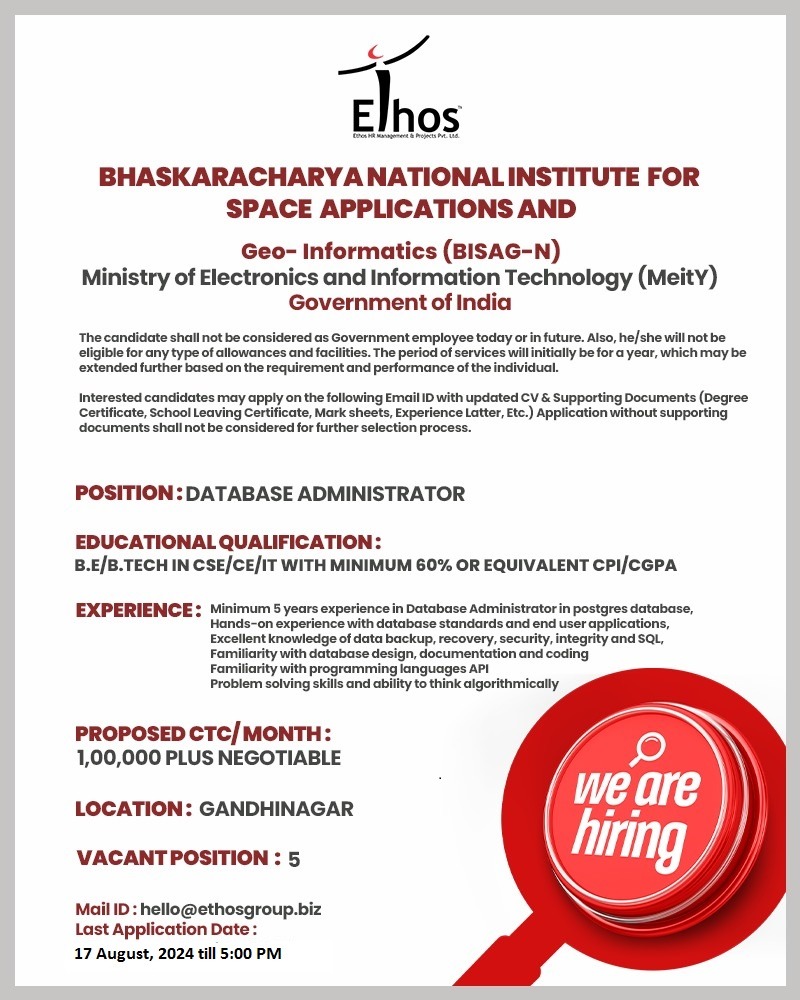 Ethos™
Ethos HR Management & Projects Pvt. Ltd.
BHASKARACHARYA NATIONAL INSTITUTE FOR
SPACE APPLICATIONS AND
Geo- Informatics (BISAG-N)
Ministry of Electronics and Information Technology (MeitY)
Government of India
The candidate shall not be considered as Government employee today or in future. Also, he/she will not be
eligible for any type of allowances and facilities. The period of services will initially be for a year, which may be
extended further based on the requirement and performance of the individual.
Interested candidates may apply on the following Email ID with updated CV & Supporting Documents (Degree
Certificate, School Leaving Certificate, Mark sheets, Experience Latter, Etc.) Application without supporting
documents shall not be considered for further selection process.
POSITION : DATABASE ADMINISTRATOR
EDUCATIONAL QUALIFICATION :
B.E/B.TECH IN CSE/CE/IT WITH MINIMUM 60% OR EQUIVALENT CPI/CGPA
EXPERIENCE : Minimum 5 years experience in Database Administrator in postgres database,
Hands-on experience with database standards and end user applications,
Excellent knowledge of data backup, recovery, security, integrity and SQL,
Familiarity with database design, documentation and coding
Familiarity with programming languages API
Problem solving skills and ability to think algorithmically
PROPOSED CTC/ MONTH :
1,00,000 PLUS NEGOTIABLE
LOCATION : GANDHINAGAR
VACANT POSITION : 5
we are
hiring
Mail ID : hello@ethosgroup.biz
Last Application Date :
17 August, 2024 till 5:00 PM